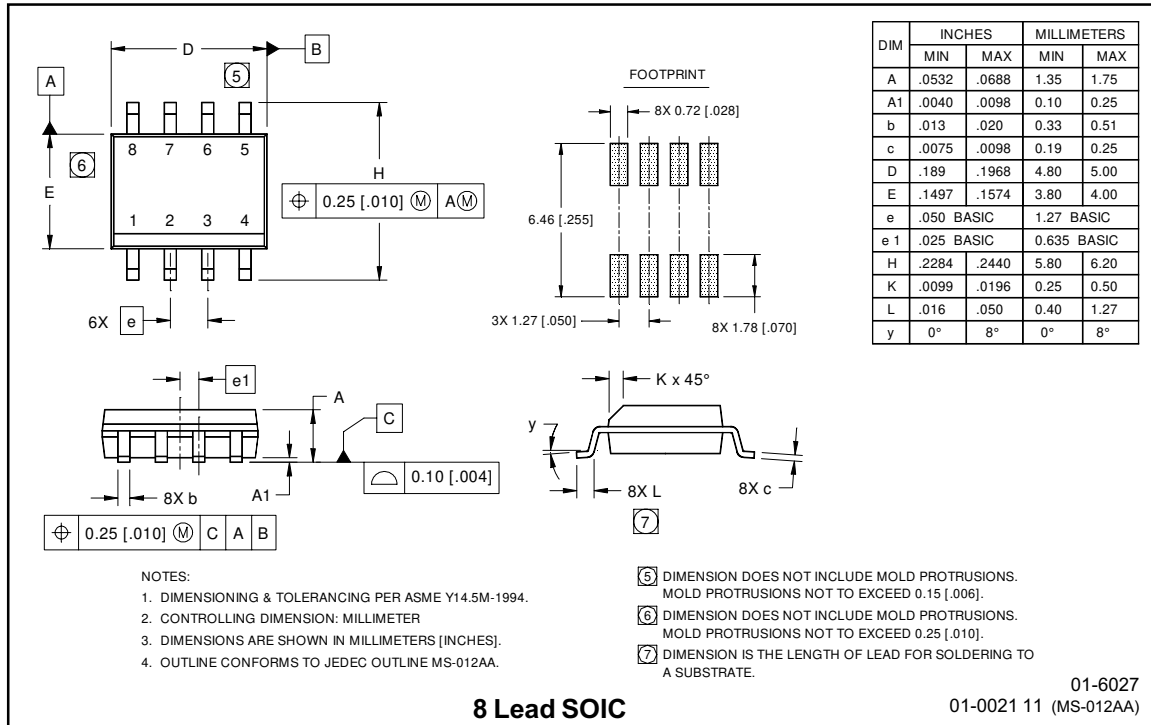 D
B
A
5
8 7 6 5
6
E
H
⌖ 0.25 [.010] Ⓜ AⓂ
1 2 3 4
6X e
FOOTPRINT
8X 0.72 [.028]
6.46 [.255]
3X 1.27 [.050]
8X 1.78 [.070]
DIM INCHES MILLIMETERS
MIN MAX MIN MAX
A .0532 .0688 1.35 1.75
A1 .0040 .0098 0.10 0.25
b .013 .020 0.33 0.51
c .0075 .0098 0.19 0.25
D .189 .1968 4.80 5.00
E .1497 .1574 3.80 4.00
e .050 BASIC 1.27 BASIC
e 1 .025 BASIC 0.635 BASIC
H .2284 .2440 5.80 6.20
K .0099 .0196 0.25 0.50
L .016 .050 0.40 1.27
y 0° 8° 0° 8°
e1
A
C
⌓ 0.10 [.004]
8X b
A1
⌖ 0.25 [.010] Ⓜ C A B
K x 45°
y
8X L
7
8X c
NOTES:
1. DIMENSIONING & TOLERANCING PER ASME Y14.5M-1994.
2. CONTROLLING DIMENSION: MILLIMETER
3. DIMENSIONS ARE SHOWN IN MILLIMETERS [INCHES].
4. OUTLINE CONFORMS TO JEDEC OUTLINE MS-012AA.
5 DIMENSION DOES NOT INCLUDE MOLD PROTRUSIONS.
MOLD PROTRUSIONS NOT TO EXCEED 0.15 [.006].
6 DIMENSION DOES NOT INCLUDE MOLD PROTRUSIONS.
MOLD PROTRUSIONS NOT TO EXCEED 0.25 [.010].
7 DIMENSION IS THE LENGTH OF LEAD FOR SOLDERING TO
A SUBSTRATE.
8 Lead SOIC
01-6027
01-0021 11 (MS-012AA)